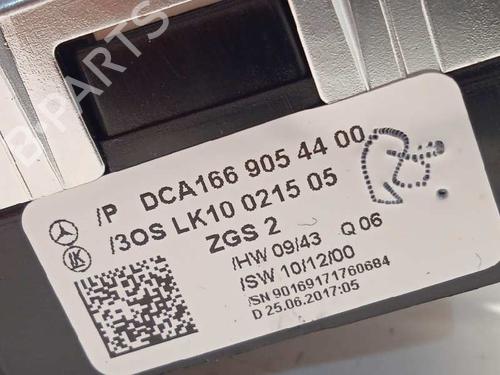 B-PARTS
/P DCA166 905 44 00
/3OS LK10 0215 05
ZGS 2
/HW 09/43 Q 06
/SW 10/12/00
/SN 90169171760684
D 25.06.2017:05
LK